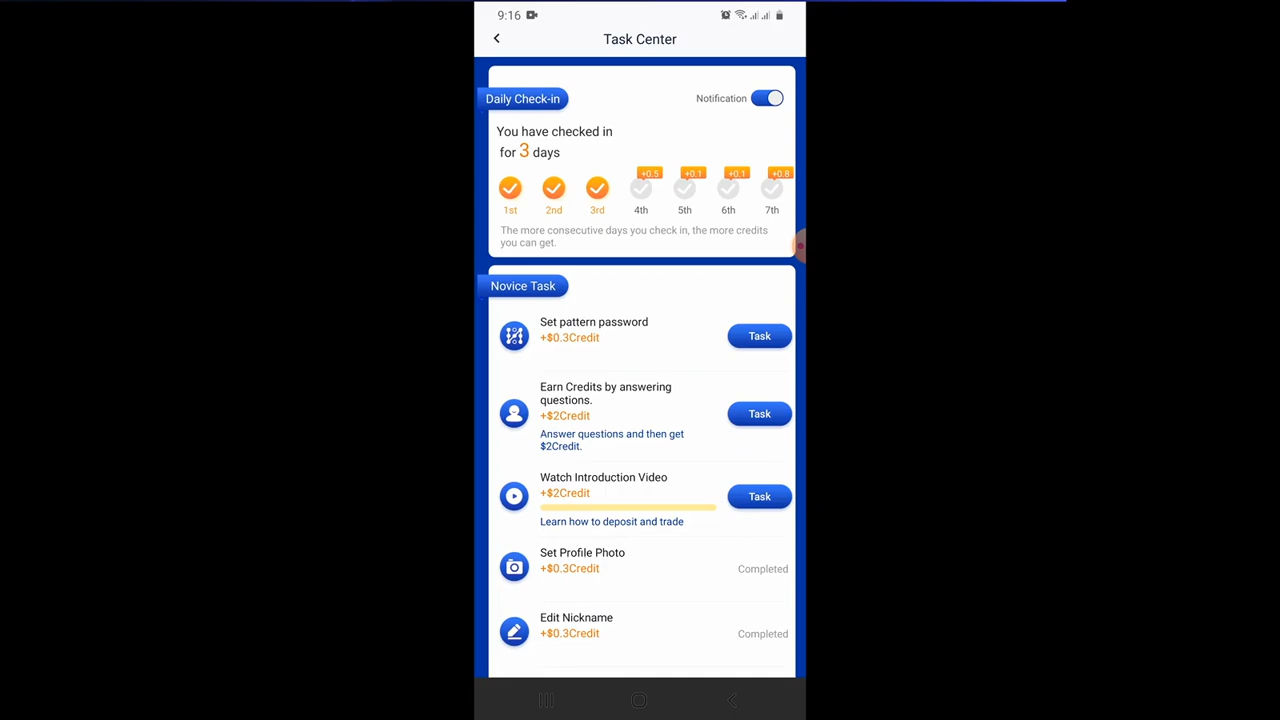 9:16
Task Center
Daily Check-in
Notification
You have checked in
for 3 days
+0.5 +0.1 +0.1 +0.8
1st 2nd 3rd 4th 5th 6th 7th
The more consecutive days you check in, the more credits
you can get.
Novice Task
Set pattern password
+$0.3Credit
Task
Earn Credits by answering
questions.
+$2Credit
Task
Answer questions and then get
$2Credit.
Watch Introduction Video
+$2Credit
Task
Learn how to deposit and trade
Set Profile Photo
+$0.3Credit
Completed
Edit Nickname
+$0.3Credit
Completed